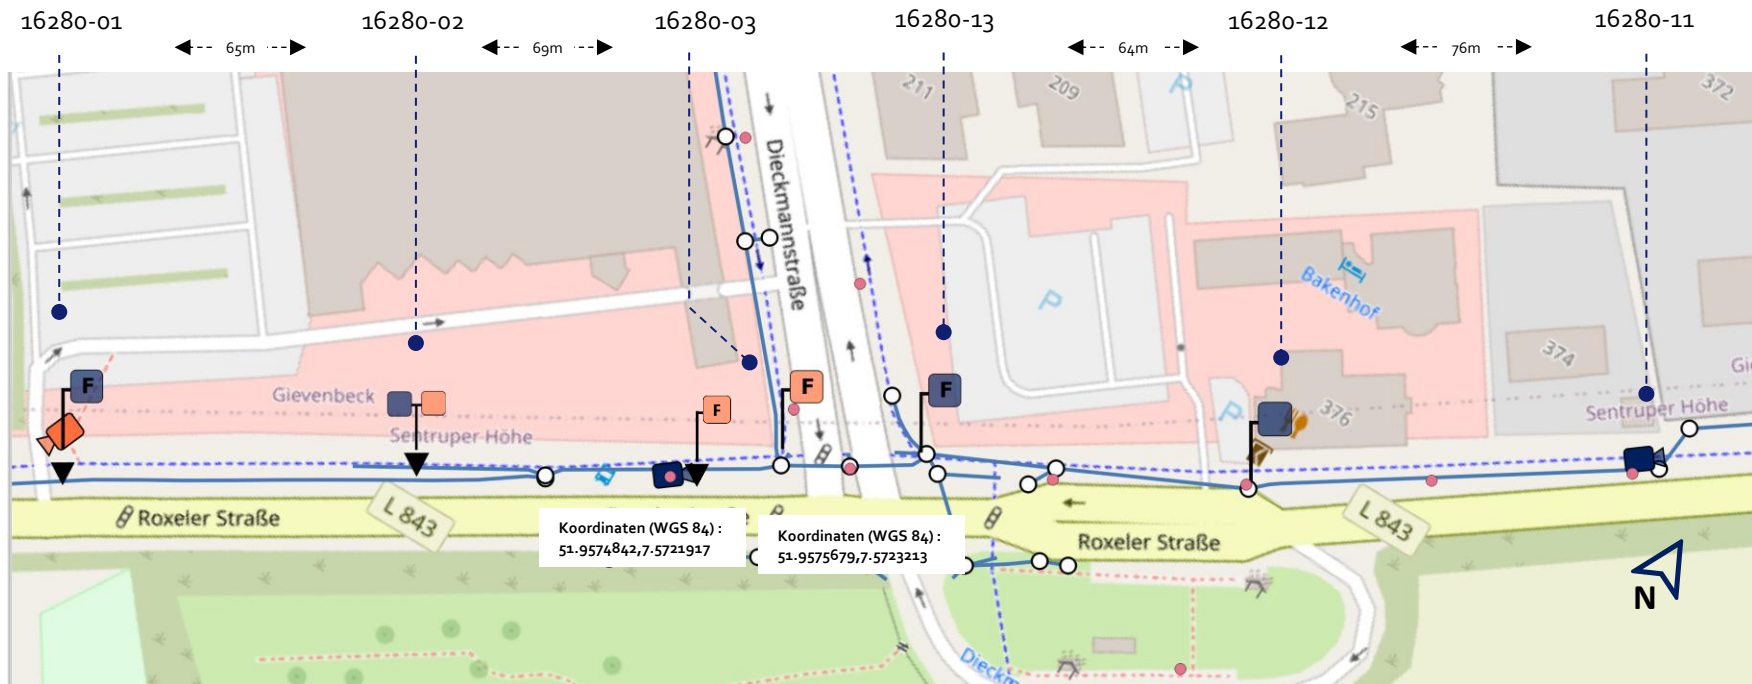 16280-01
16280-02
16280-03
16280-13
16280-12
16280-11
65m
69m
64m
76m
211
209
215
372
P
Dieckmannstraße
P
Bakenhof
374
F
F
F
F
Gievenbeck
Sentruper Höhe
P
376
Sentruper Höhe
Roxeler Straße
L 843
L 843
Roxeler Straße
Koordinaten (WGS 84) :
51.9574842,7.5721917
Koordinaten (WGS 84) :
51.9575679,7.5723213
N